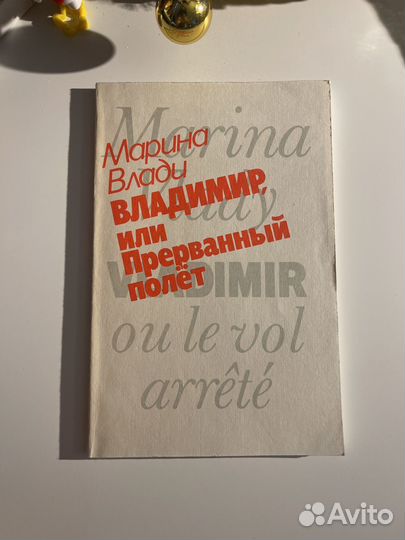 Marina
Vlady
VLADIMIR
ou le vol
arrêté
Марина
Влади
ВЛАДИМИР,
или
Прерванный
полёт
Avito